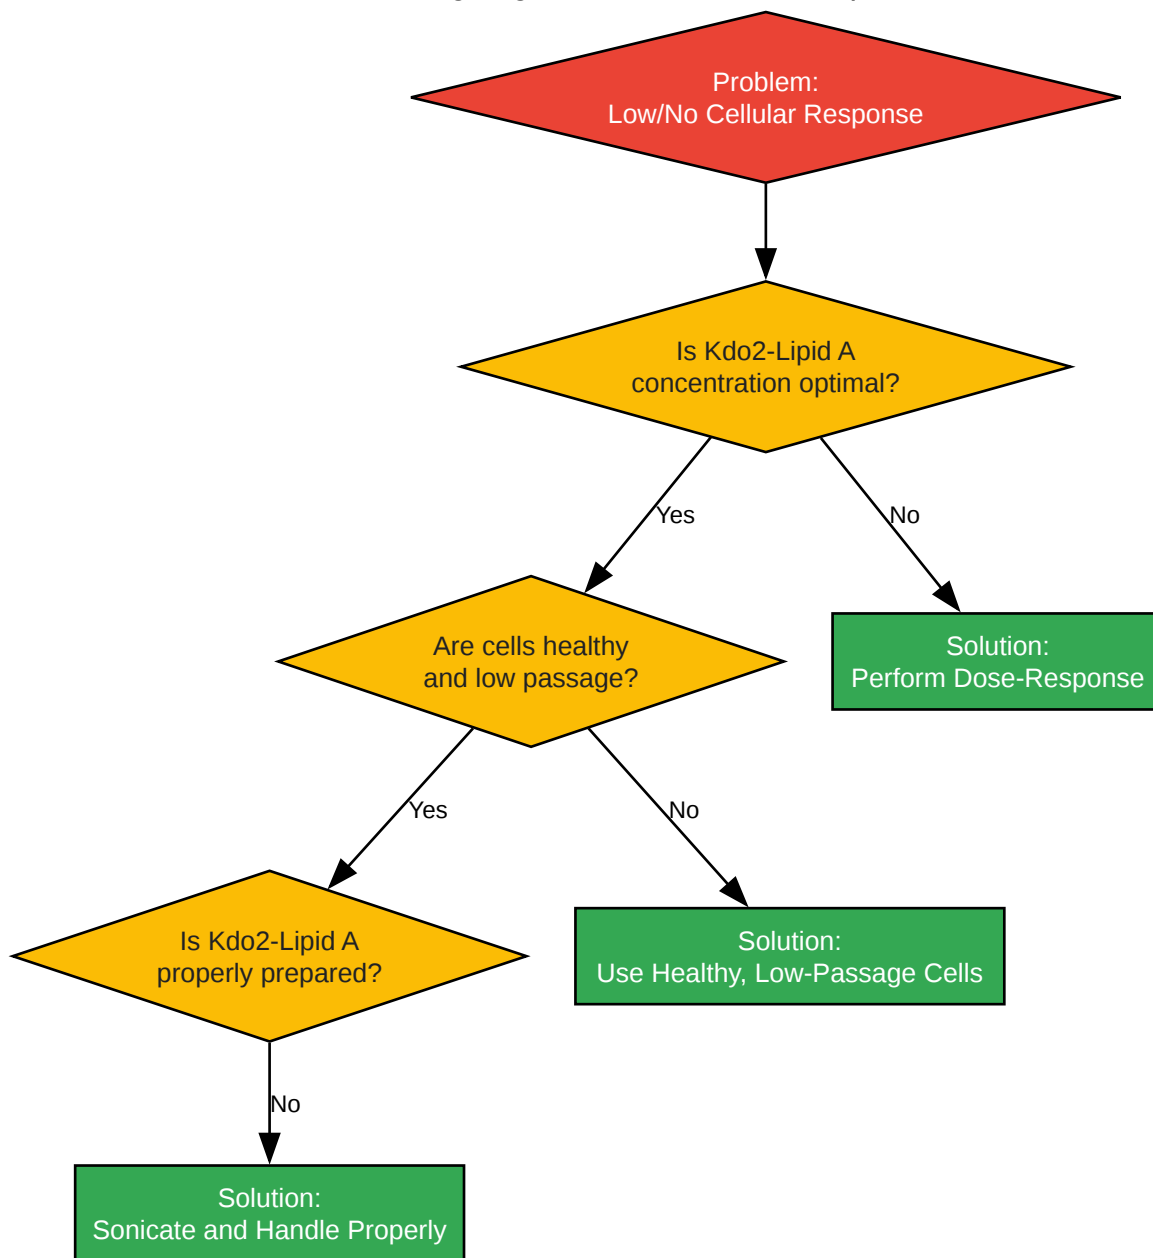 Problem:
Low/No Cellular Response
Is Kdo2-Lipid A
concentration optimal?
Yes
No
Are cells healthy
and low passage?
Solution:
Perform Dose-Response
Yes
No
Is Kdo2-Lipid A
properly prepared?
Solution:
Use Healthy, Low-Passage Cells
No
Solution:
Sonicate and Handle Properly